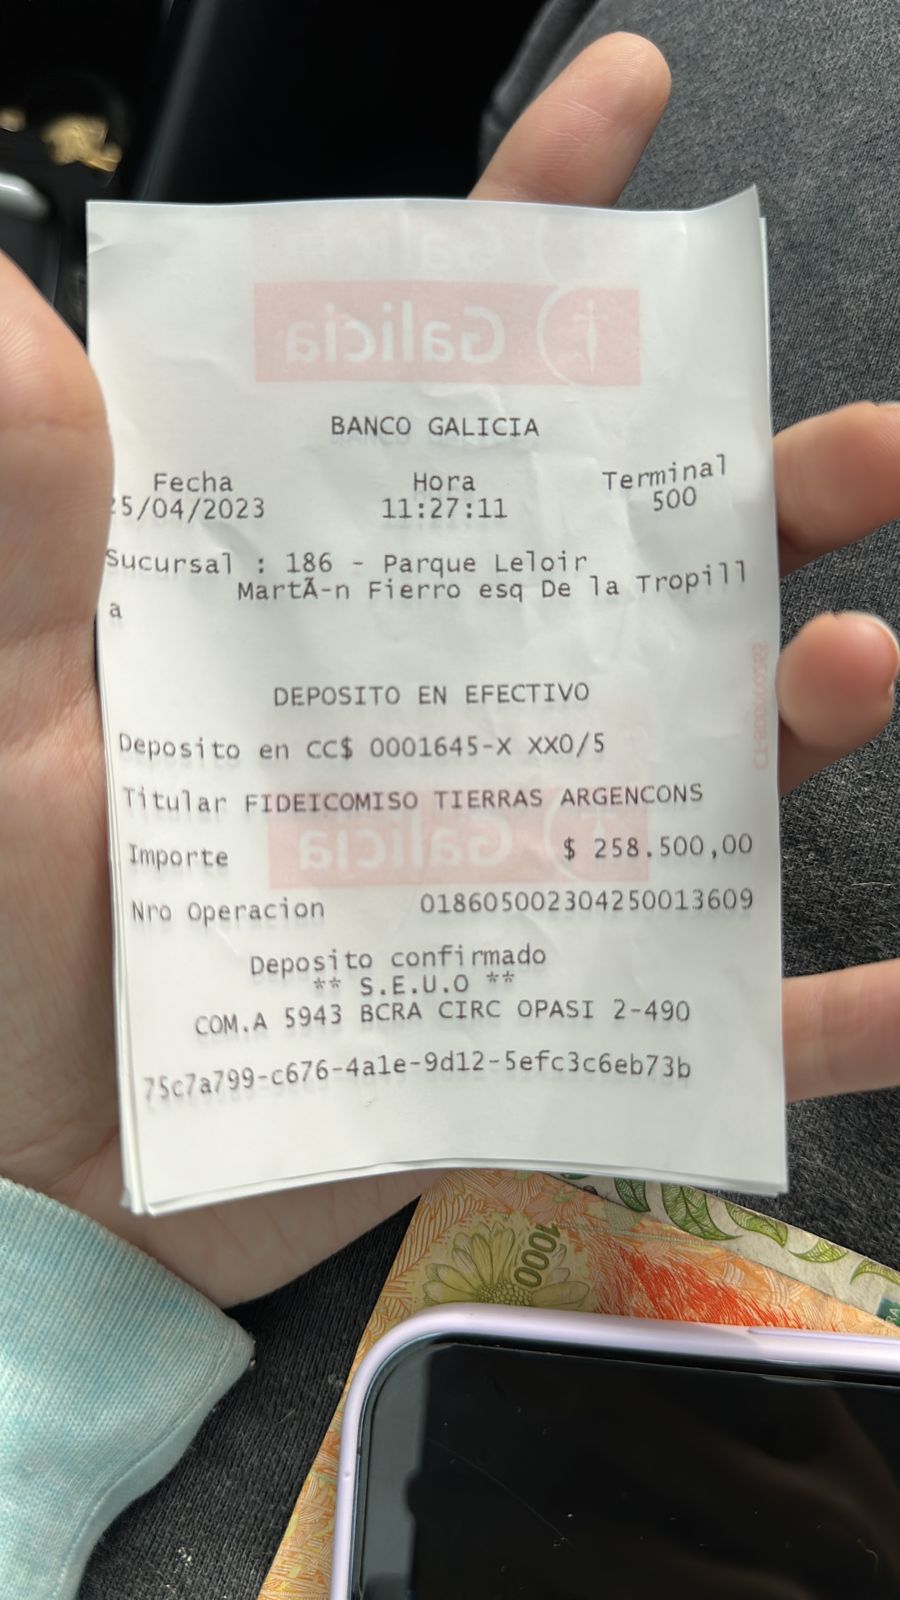 Galicia
BANCO GALICIA
Fecha Hora Terminal
5/04/2023 11:27:11 500
Sucursal : 186 - Parque Leloir
MartÃ-n Fierro esq De la Tropill
a
DEPOSITO EN EFECTIVO
Deposito en CC$ 0001645-X XX0/5
Titular FIDEICOMISO TIERRAS ARGENCONS
Galicia
Importe $ 258.500,00
Nro Operacion 018605002304250013609
Deposito confirmado
** S.E.U.O **
COM.A 5943 BCRA CIRC OPASI 2-490
75c7a799-c676-4a1e-9d12-5efc3c6eb73b
1000